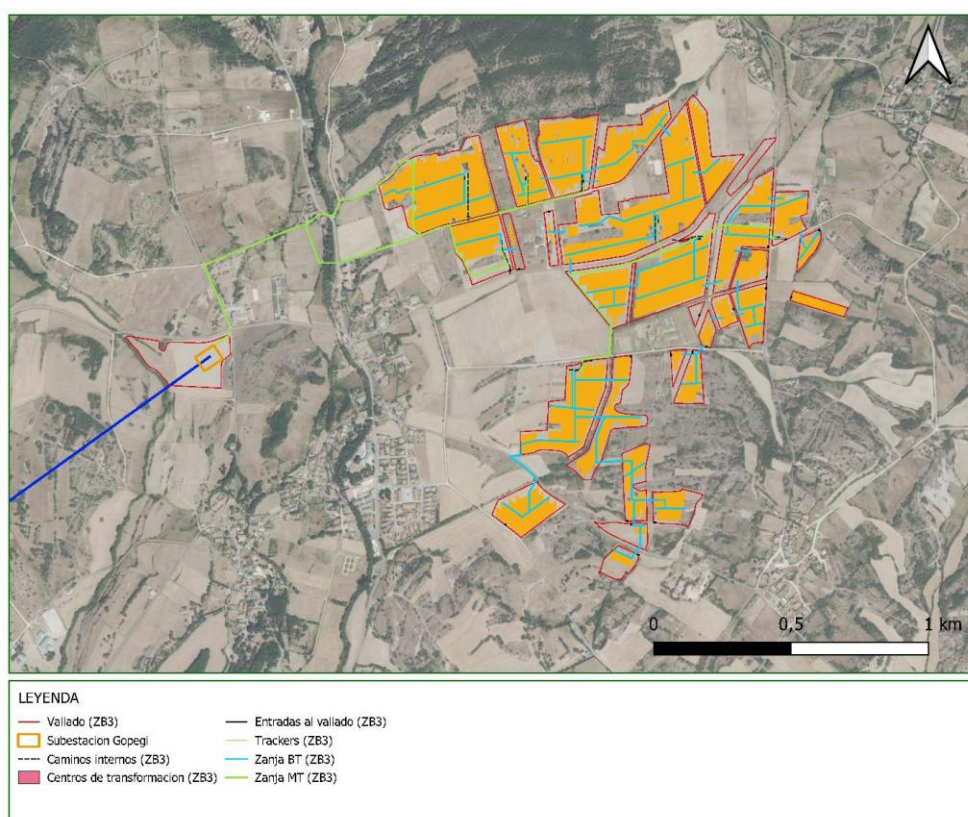 0 0,5 1 km
LEYENDA
Vallado (ZB3)
Subestacion Gopegi
Caminos internos (ZB3)
Centros de transformacion (ZB3)
Entradas al vallado (ZB3)
Trackers (ZB3)
Zanja BT (ZB3)
Zanja MT (ZB3)